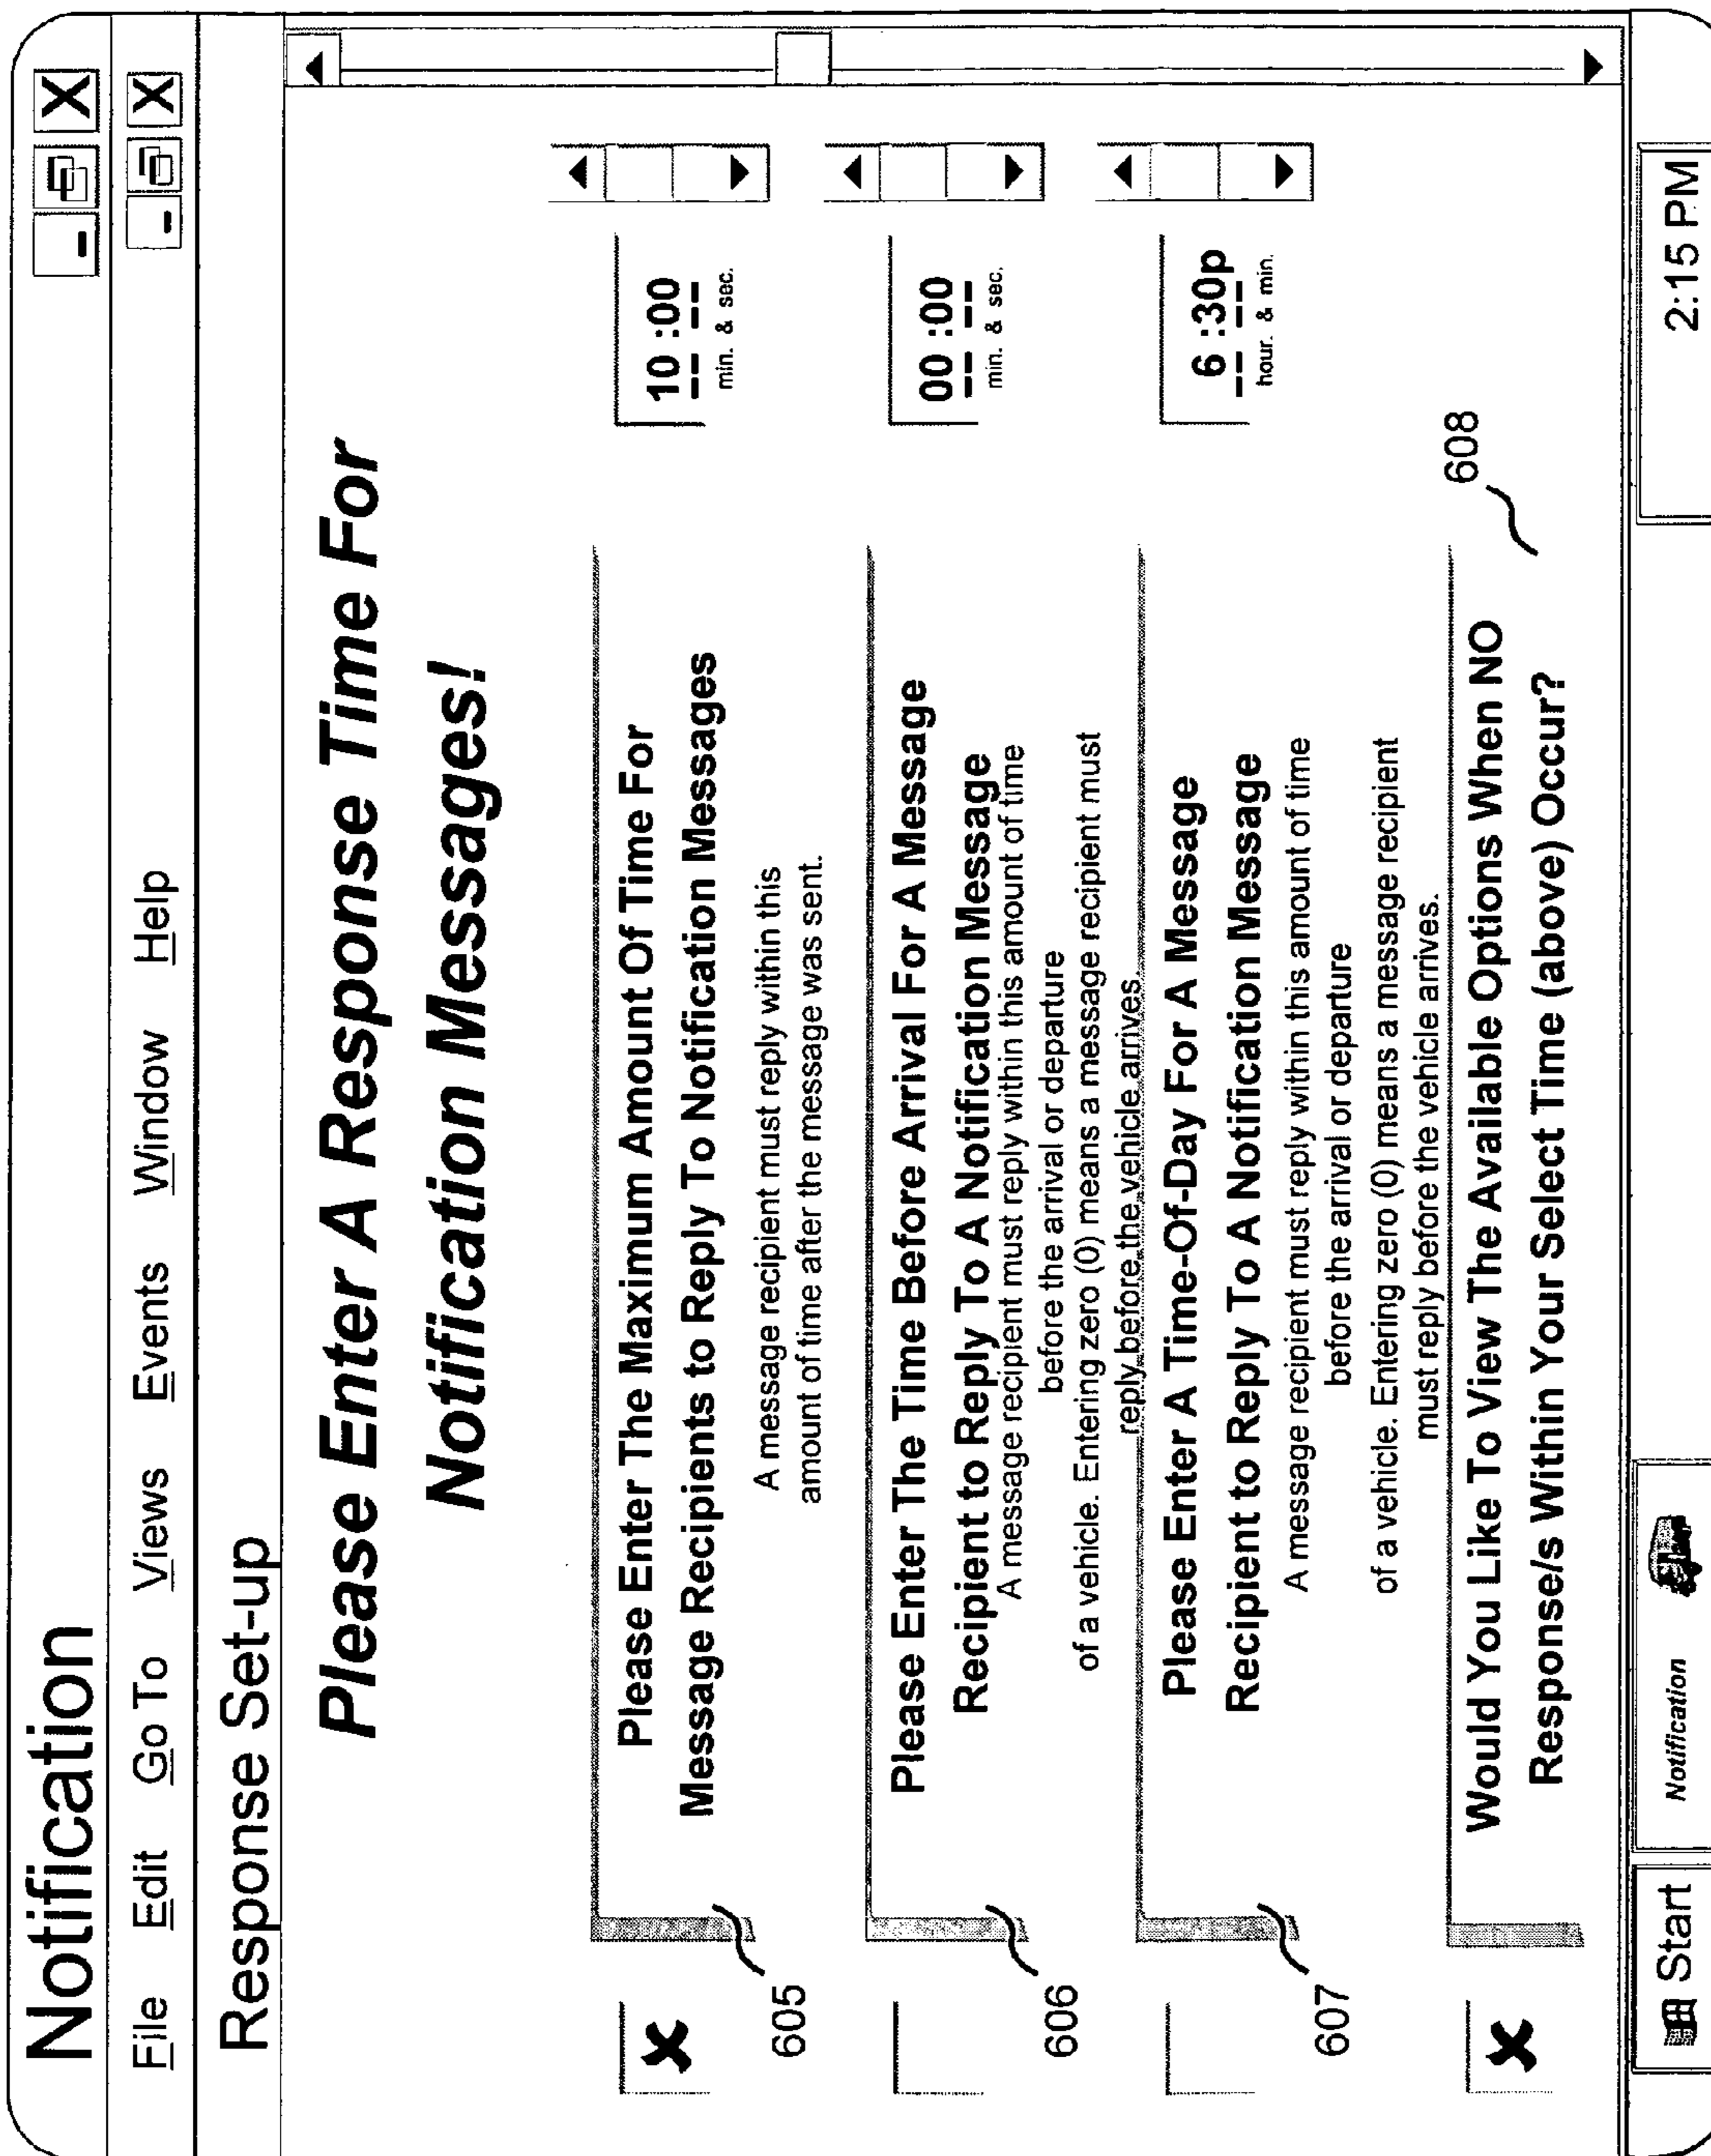 Notification
File Edit Go To Views Events Window Help
Response Set-up
Please Enter A Response Time For
Notification Messages!
Please Enter The Maximum Amount Of Time For
Message Recipients to Reply To Notification Messages
A message recipient must reply within this
amount of time after the message was sent.
10 :00
min. & sec.
605
Please Enter The Time Before Arrival For A Message
Recipient to Reply To A Notification Message
A message recipient must reply within this amount of time
before the arrival or departure
of a vehicle. Entering zero (0) means a message recipient must
reply before the vehicle arrives.
00 :00
min. & sec.
606
Please Enter A Time-Of-Day For A Message
Recipient to Reply To A Notification Message
A message recipient must reply within this amount of time
before the arrival or departure
of a vehicle. Entering zero (0) means a message recipient
must reply before the vehicle arrives.
6 :30p
hour. & min.
607
608
Would You Like To View The Available Options When NO
Response/s Within Your Select Time (above) Occur?
Start
Notification
2:15 PM